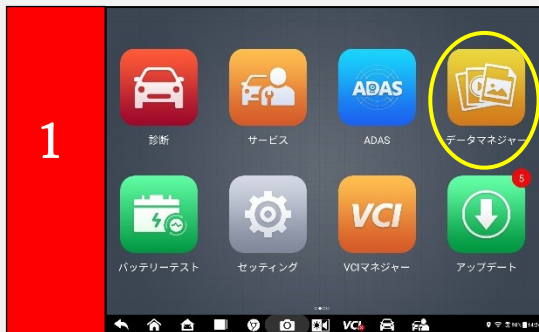 1
ADAS
診断
サービス
ADAS
データマネジャー
5
VCI
バッテリーテスト
セッティング
VCIマネジャー
アップデート
VCI